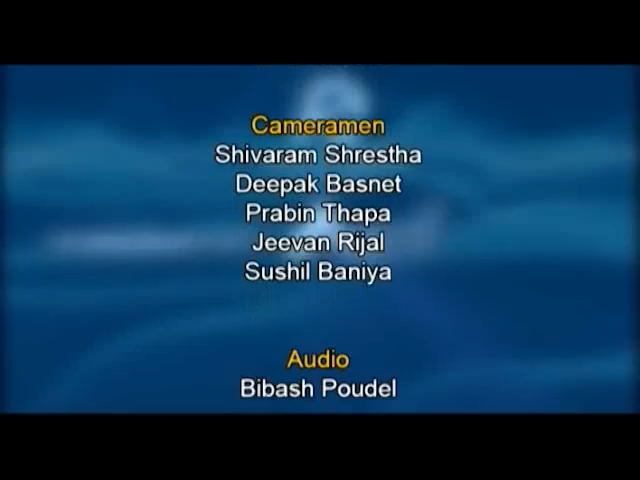 Cameramen
Shivaram Shrestha
Deepak Basnet
Prabin Thapa
Jeevan Rijal
Sushil Baniya
Audio
Bibash Poudel